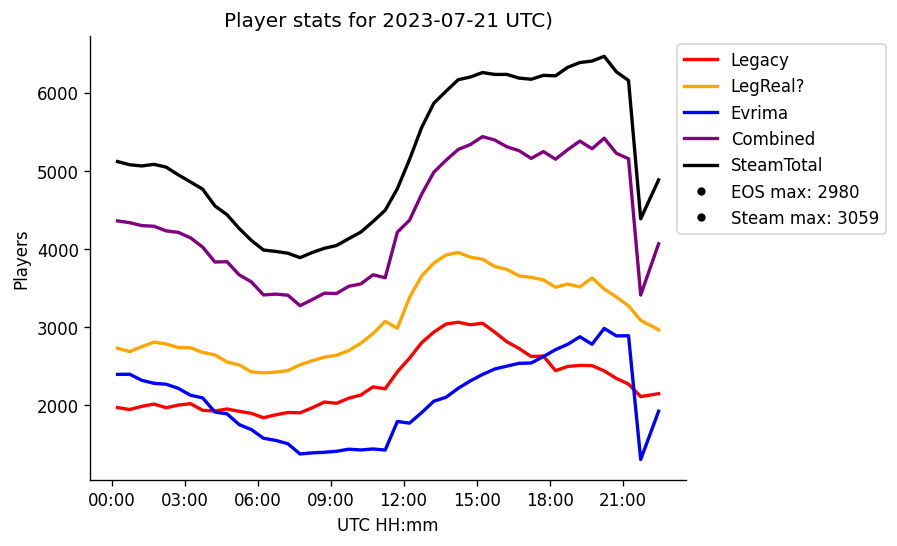 Player stats for 2023-07-21 UTC)
Legacy
LegReal?
Evrima
Combined
SteamTotal
EOS max: 2980
Steam max: 3059
Players
6000
5000
4000
3000
2000
00:00 03:00 06:00 09:00 12:00 15:00 18:00 21:00
UTC HH:mm